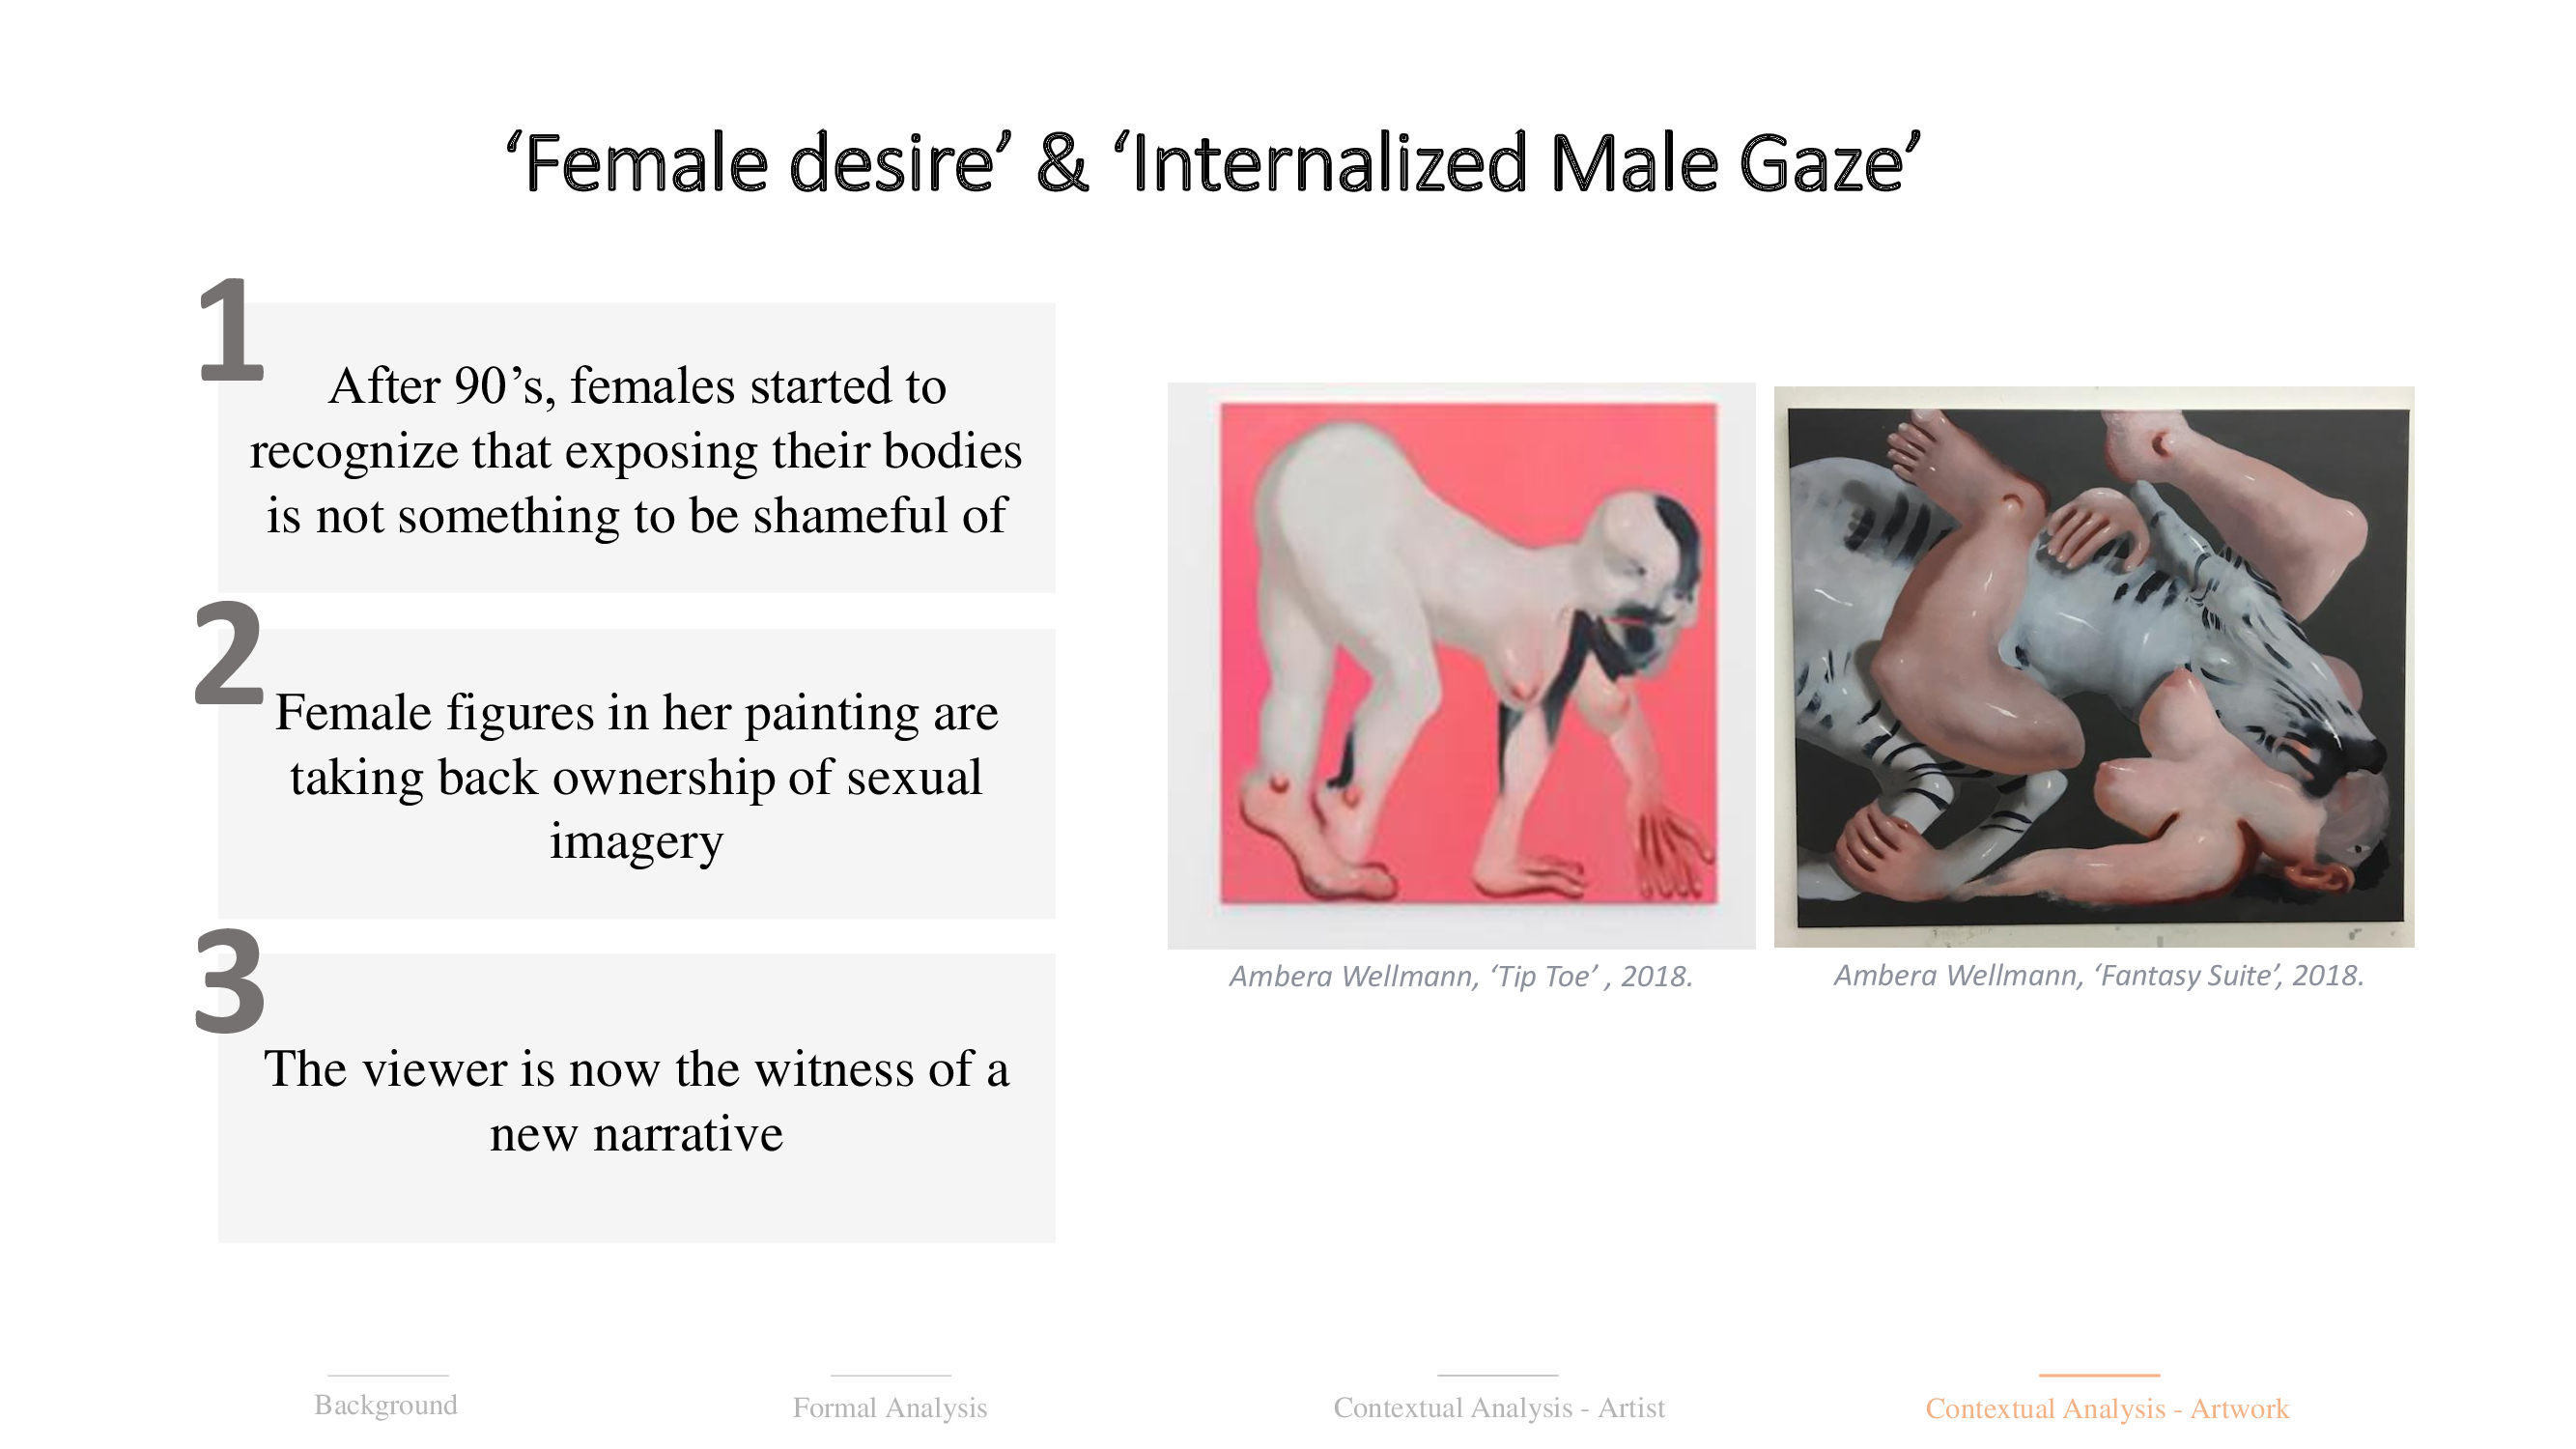 ‘Female desire’ & ‘Internalized Male Gaze’
1
After 90’s, females started to
recognize that exposing their bodies
is not something to be shameful of
2
Female figures in her painting are
taking back ownership of sexual
imagery
3
The viewer is now the witness of a
new narrative
Ambera Wellmann, ‘Tip Toe’ , 2018.
Ambera Wellmann, ‘Fantasy Suite’, 2018.
Background
Formal Analysis
Contextual Analysis - Artist
Contextual Analysis - Artwork